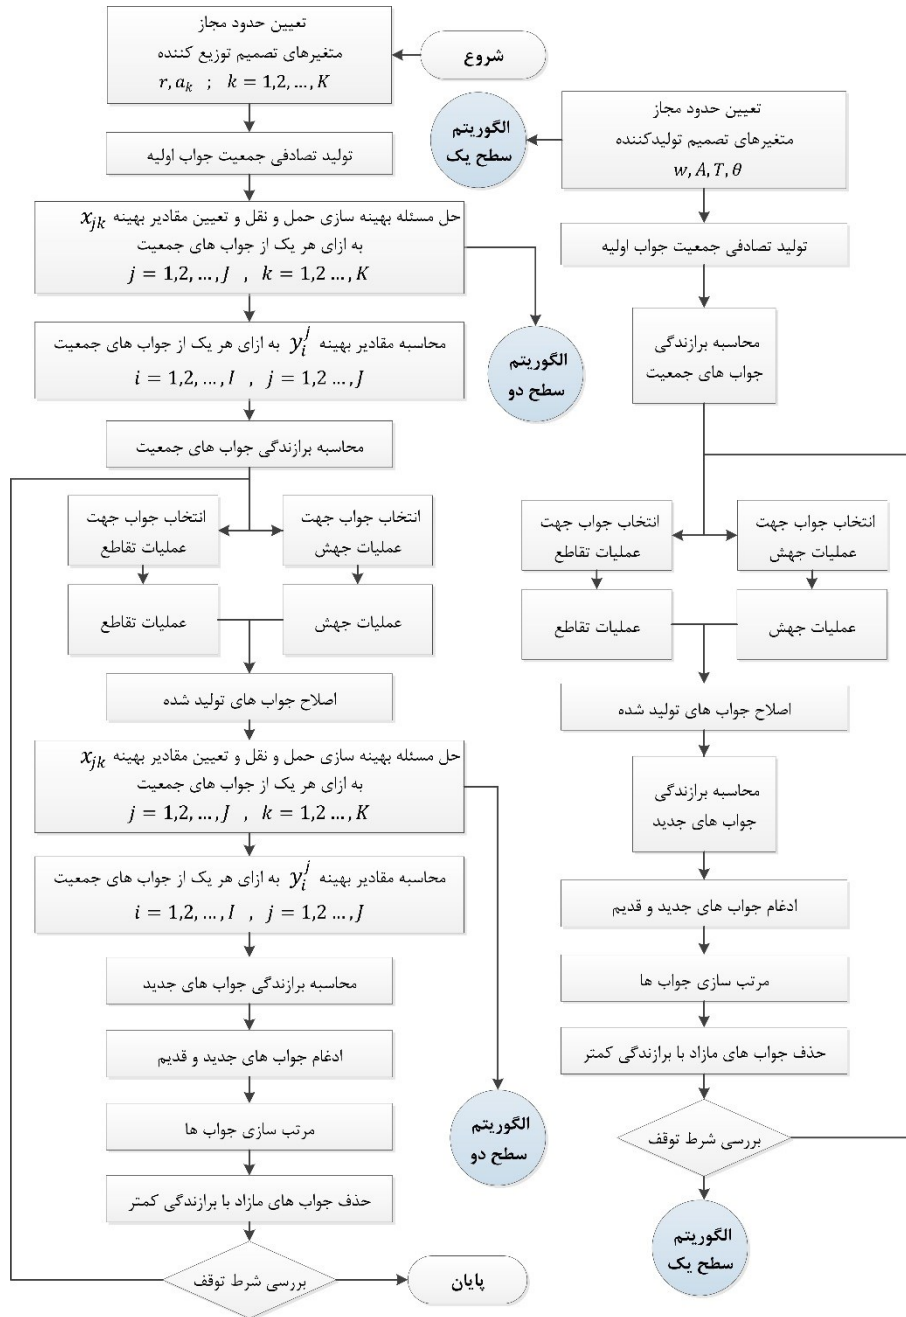 شروع
تعیین حدود مجاز
متغیرهای تصمیم توزیع کننده
r, a_k ; k = 1,2, …, K
تولید تصادفی جمعیت جواب اولیه
حل مسئله بهینه سازی حمل و نقل و تعیین مقادیر بهینه x_{jk}
به ازای هر یک از جواب های جمعیت
j = 1,2, …, J , k = 1,2 …, K
الگوریتم
سطح دو
محاسبه مقادیر بهینه y_i^j به ازای هر یک از جواب های جمعیت
i = 1,2, …, I , j = 1,2 …, J
محاسبه برازندگی جواب های جمعیت
انتخاب جواب جهت
عملیات جهش
انتخاب جواب جهت
عملیات تقاطع
عملیات جهش
عملیات تقاطع
اصلاح جواب های تولید شده
حل مسئله بهینه سازی حمل و نقل و تعیین مقادیر بهینه x_{jk}
به ازای هر یک از جواب های جمعیت
j = 1,2, …, J , k = 1,2 …, K
محاسبه مقادیر بهینه y_i^j به ازای هر یک از جواب های جمعیت
i = 1,2, …, I , j = 1,2 …, J
محاسبه برازندگی جواب های جدید
ادغام جواب های جدید و قدیم
مرتب سازی جواب ها
الگوریتم
سطح دو
حذف جواب های مازاد با برازندگی کمتر
بررسی شرط توقف
پایان
تعیین حدود مجاز
متغیرهای تصمیم تولیدکننده
w, A, T, θ
الگوریتم
سطح یک
تولید تصادفی جمعیت جواب اولیه
محاسبه برازندگی
جواب های جمعیت
انتخاب جواب جهت
عملیات جهش
انتخاب جواب جهت
عملیات تقاطع
عملیات جهش
عملیات تقاطع
اصلاح جواب های تولید شده
محاسبه برازندگی
جواب های جدید
ادغام جواب های جدید و قدیم
مرتب سازی جواب ها
حذف جواب های مازاد با برازندگی کمتر
بررسی شرط توقف
الگوریتم
سطح یک